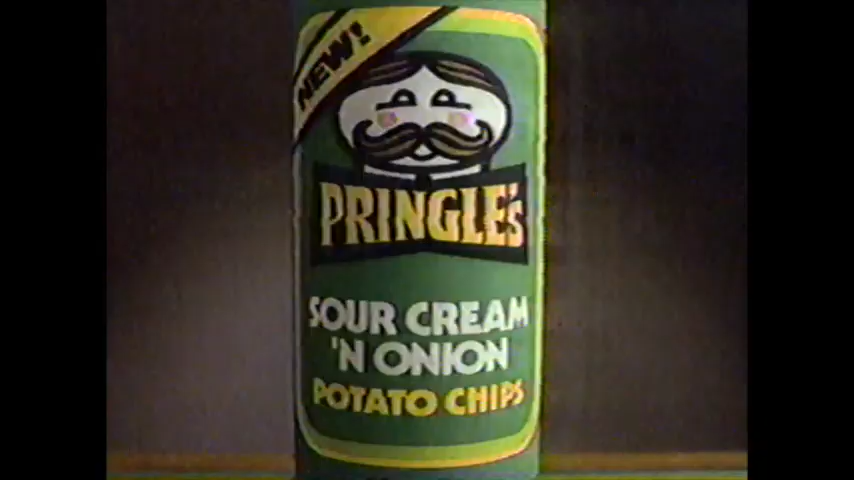 NEW!
PRINGLE'S
SOUR CREAM
'N ONION
POTATO CHIPS